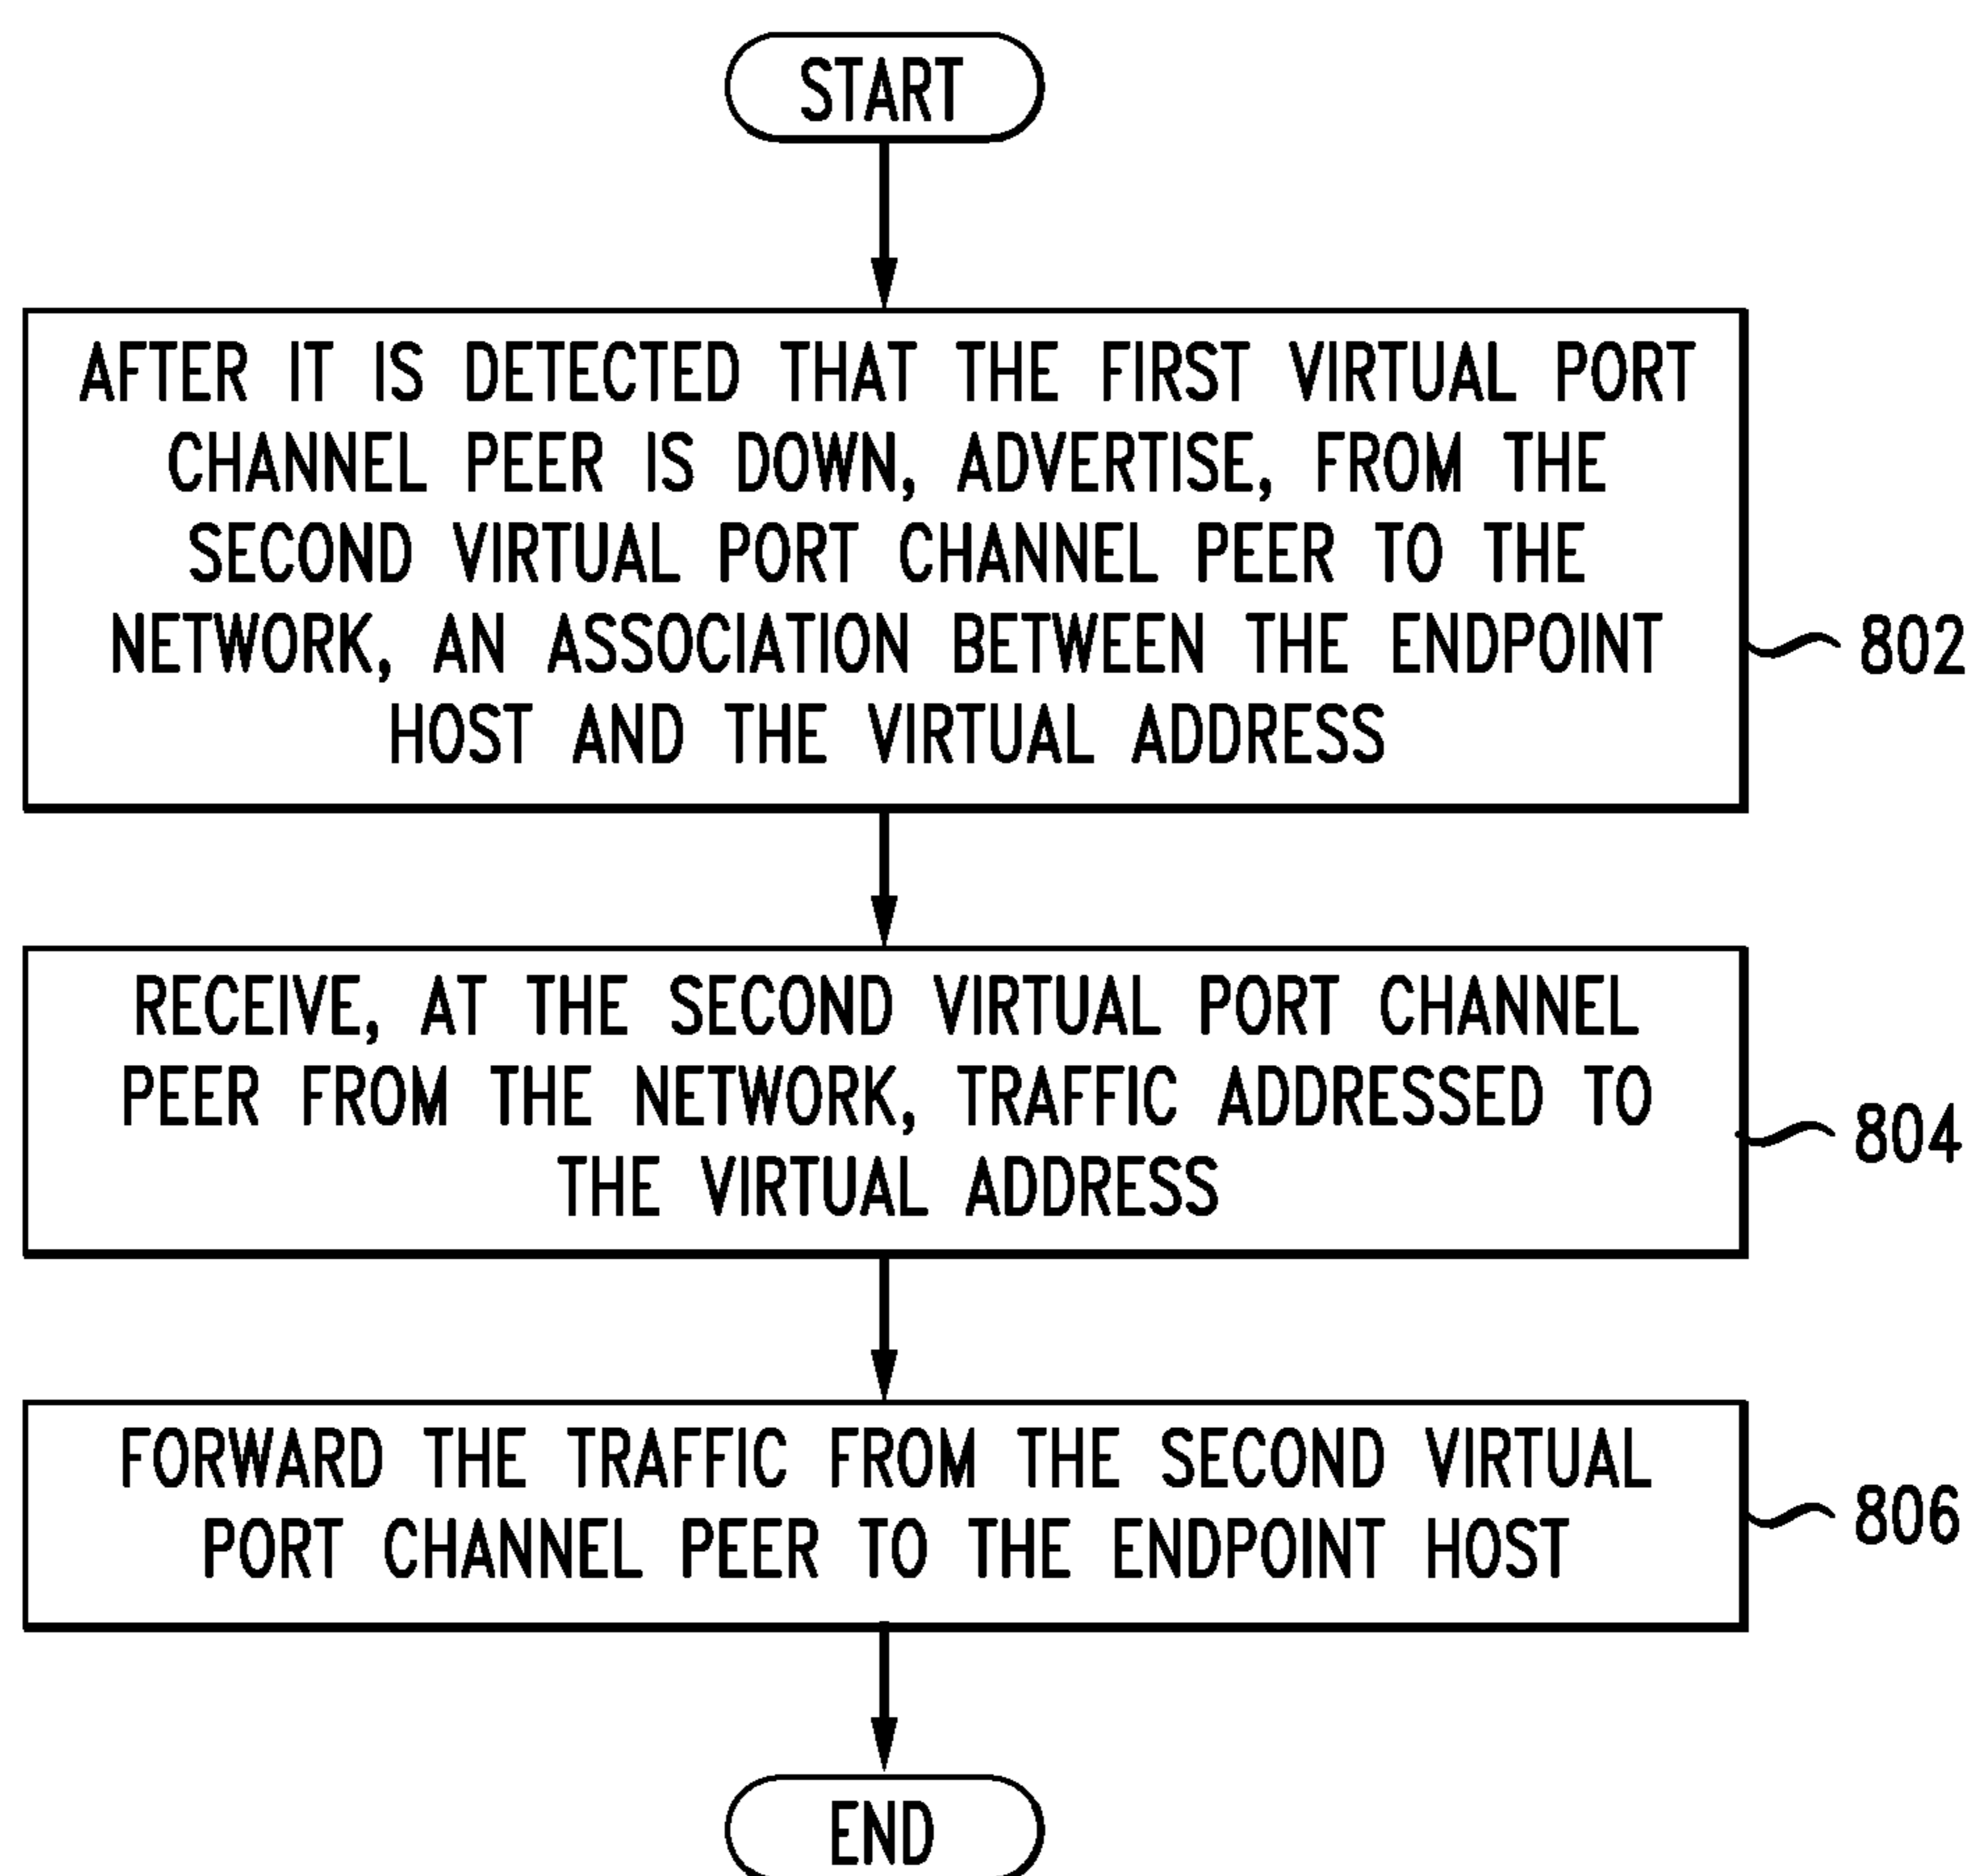 START
AFTER IT IS DETECTED THAT THE FIRST VIRTUAL PORT
CHANNEL PEER IS DOWN, ADVERTISE, FROM THE
SECOND VIRTUAL PORT CHANNEL PEER TO THE
NETWORK, AN ASSOCIATION BETWEEN THE ENDPOINT
HOST AND THE VIRTUAL ADDRESS
802
RECEIVE, AT THE SECOND VIRTUAL PORT CHANNEL
PEER FROM THE NETWORK, TRAFFIC ADDRESSED TO
THE VIRTUAL ADDRESS
804
FORWARD THE TRAFFIC FROM THE SECOND VIRTUAL
PORT CHANNEL PEER TO THE ENDPOINT HOST
806
END